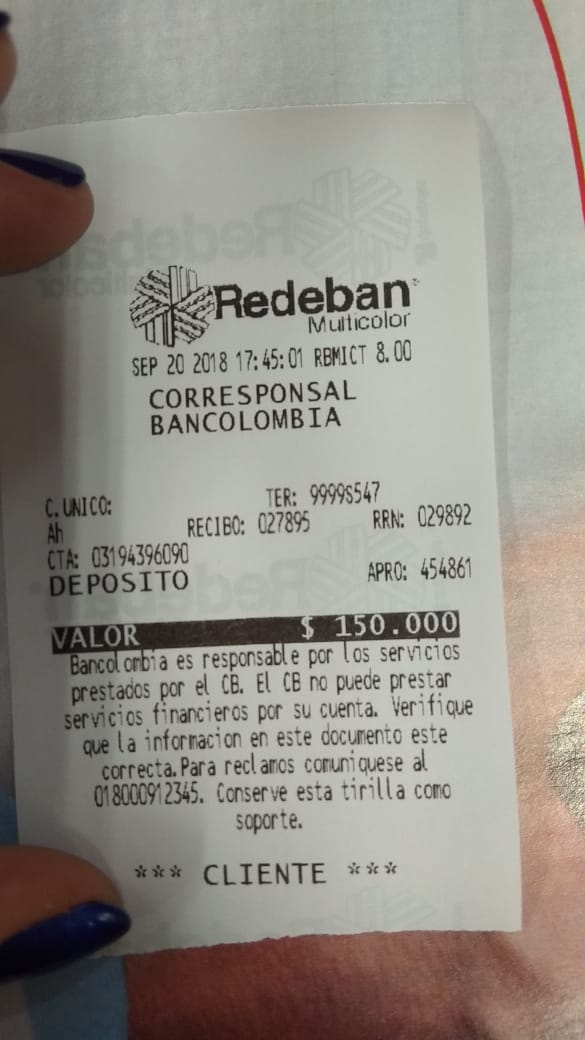 Redeban
Multicolor
SEP 20 2018 17:45:01 RBMICT 8.00
CORRESPONSAL
BANCOLOMBIA
C.UNICO: TER: 9999S547
Ah RECIBO: 027895 RRN: 029892
CTA: 03194396090
DEPOSITO APRO: 454861
VALOR $ 150.000
Bancolombia es responsable por los servicios
prestados por el CB. El CB no puede prestar
servicios financieros por su cuenta. Verifique
que la informacion en este documento este
correcta.Para reclamos comuniquese al
018000912345. Conserve esta tirilla como
soporte.
*** CLIENTE ***